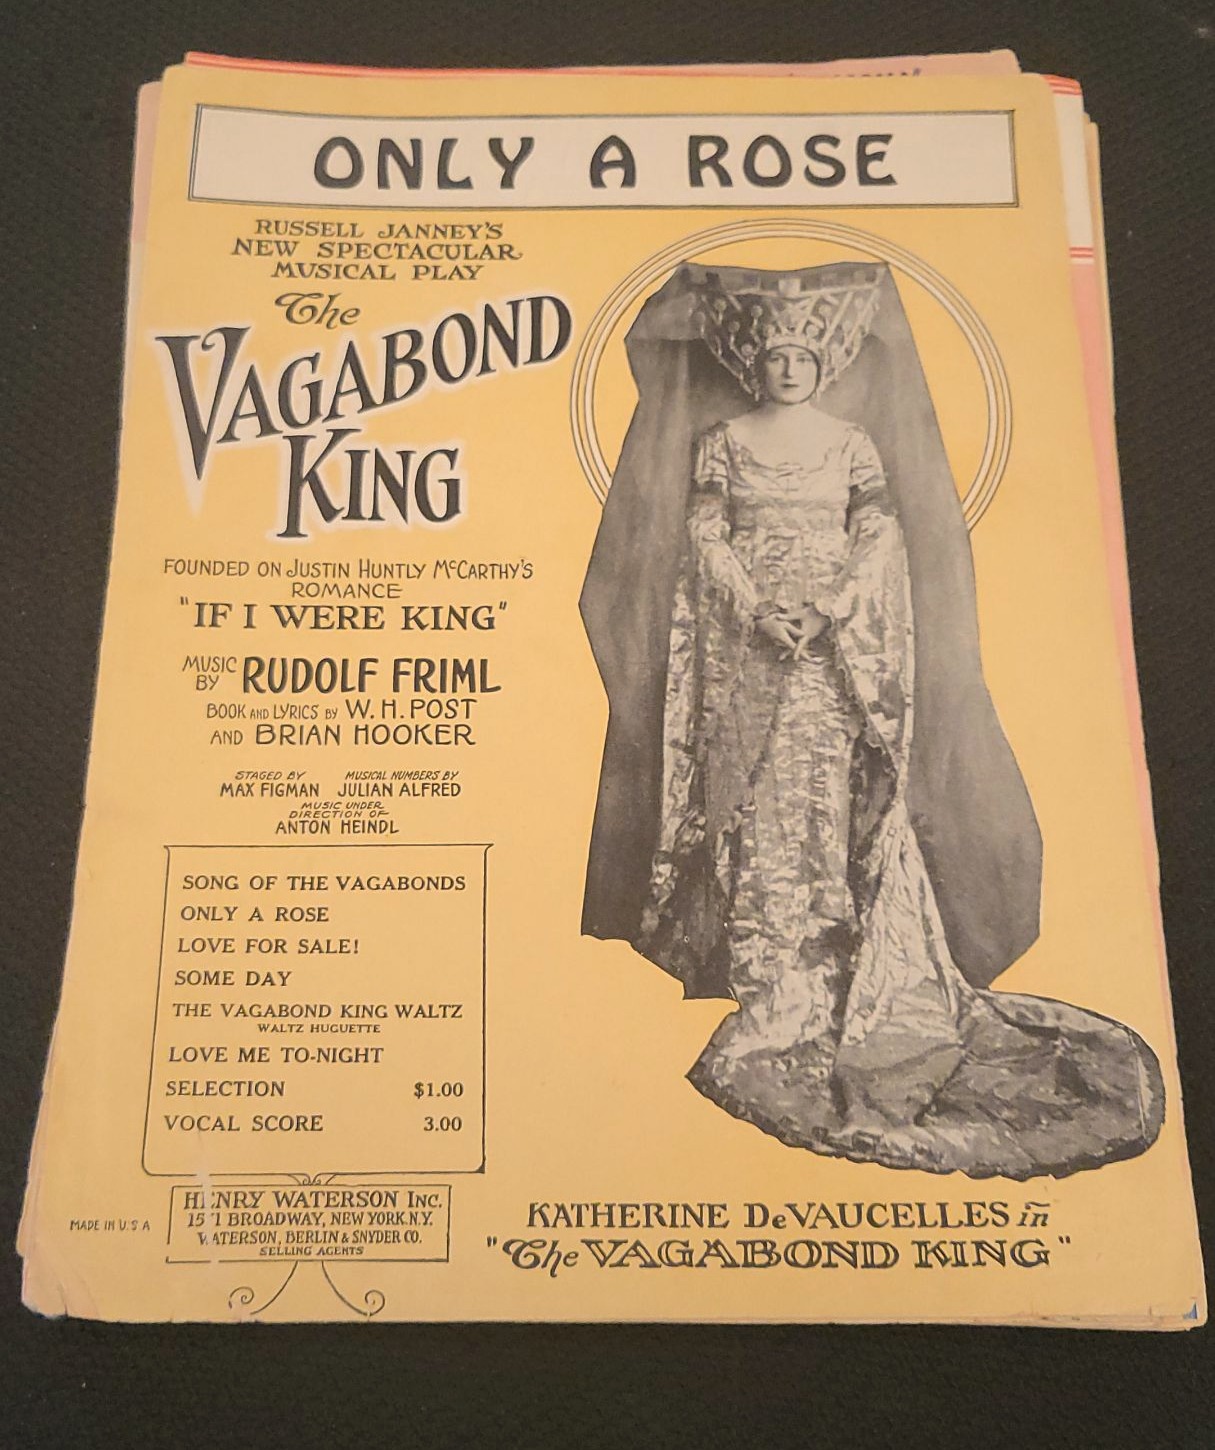 ONLY A ROSE
RUSSELL JANNEY'S
NEW SPECTACULAR
MUSICAL PLAY
The
VAGABOND
KING
FOUNDED ON JUSTIN HUNTLY McCARTHY'S
ROMANCE
"IF I WERE KING"
MUSIC BY RUDOLF FRIML
BOOK AND LYRICS BY W. H. POST
AND BRIAN HOOKER
STAGED BY MUSICAL NUMBERS BY
MAX FIGMAN JULIAN ALFRED
MUSIC UNDER
DIRECTION OF
ANTON HEINDL
SONG OF THE VAGABONDS
ONLY A ROSE
LOVE FOR SALE!
SOME DAY
THE VAGABOND KING WALTZ
WALTZ HUGUETTE
LOVE ME TO-NIGHT
SELECTION $1.00
VOCAL SCORE 3.00
HENRY WATERSON INC.
BROADWAY, NEW YORK. N.Y.
WATERSON, BERLIN & SNYDER CO.
SELLING AGENTS
MADE IN U.S.A
KATHERINE DeVAUCELLES in
"The VAGABOND KING"